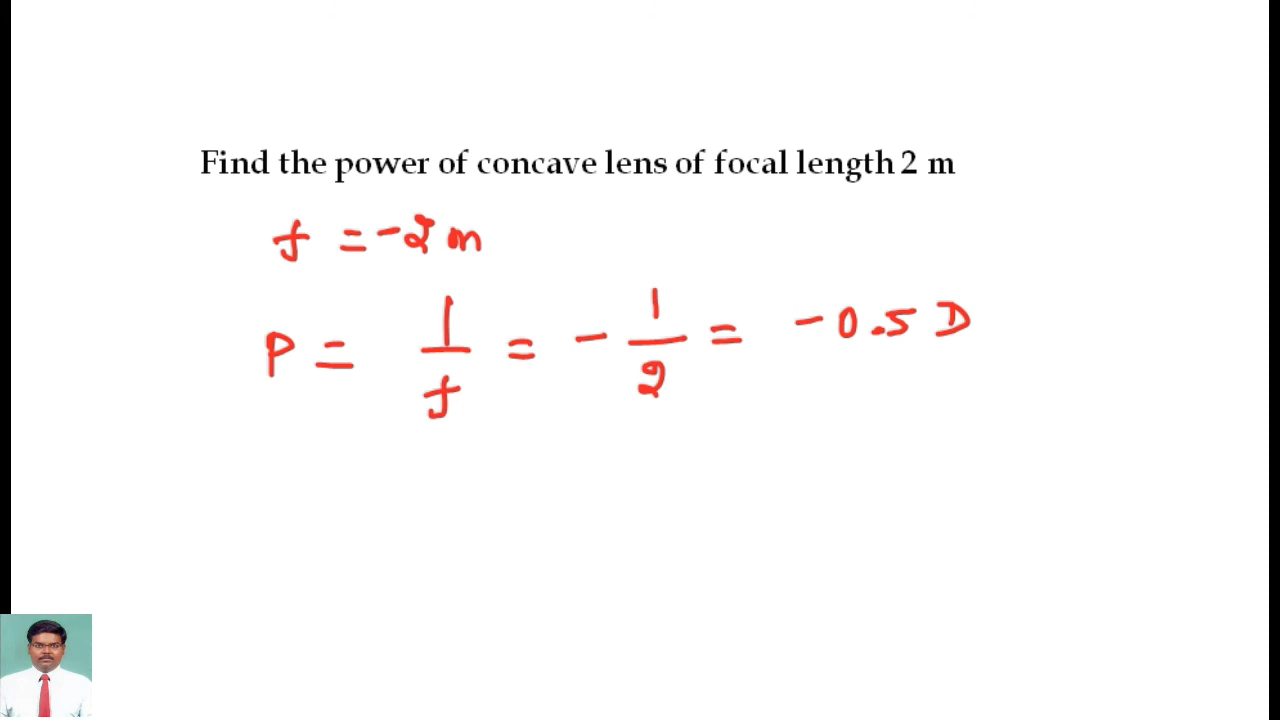 Find the power of concave lens of focal length 2 m
f = -2 m
P = 1/f = - 1/2 = - 0.5 D